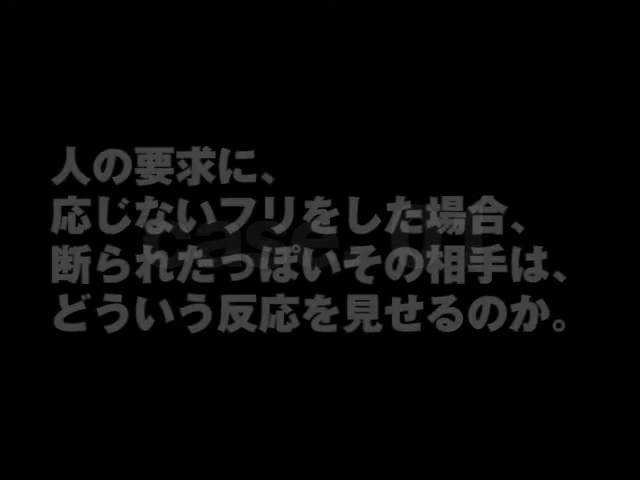 人の要求に、
応じないフリをした場合、
断られたっぽいその相手は、
どういう反応を見せるのか。
case